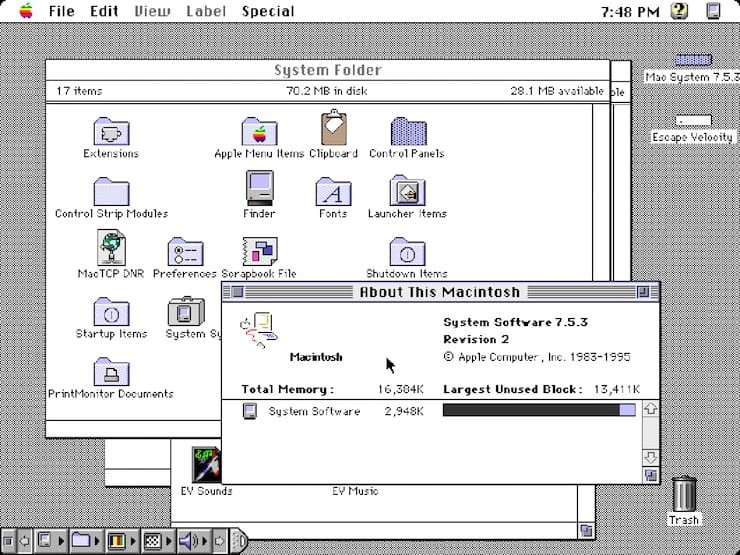 File Edit View Label Special 7:48 PM
System Folder
17 items 70.2 MB in disk 28.1 MB available ble
Mac System 7.5.3
Escape Velocity
Extensions Apple Menu Items Clipboard Control Panels
Control Strip Modules Finder Fonts Launcher Items
MacTCP DNR Preferences Scrapbook File Shutdown Items
Startup Items System Su
PrintMonitor Documents
About This Macintosh
System Software 7.5.3
Revision 2
Macintosh © Apple Computer, Inc. 1983-1995
Total Memory : 16,384K Largest Unused Block : 13,411K
System Software 2,948K
EV Sounds EV Music
Trash